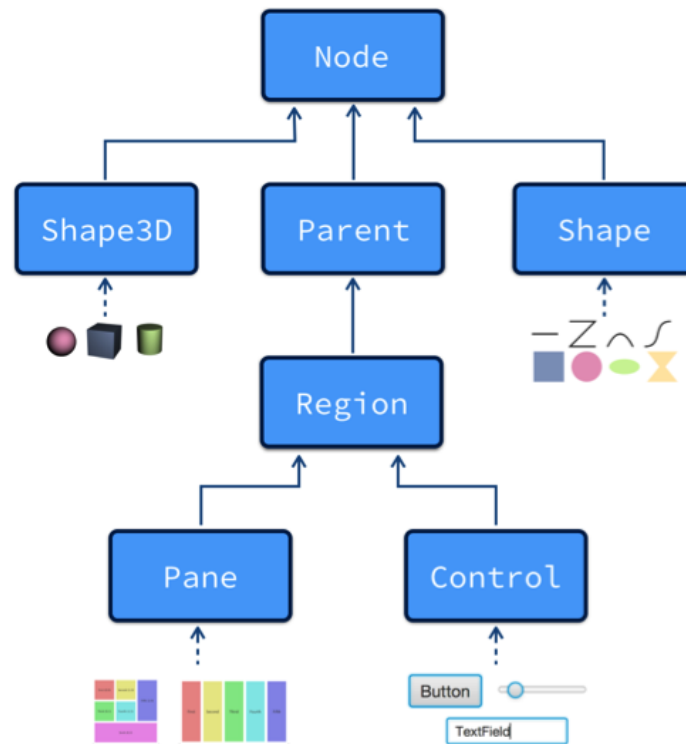 Node
Shape3D
Parent
Shape
Region
Pane
Control
Button
TextField